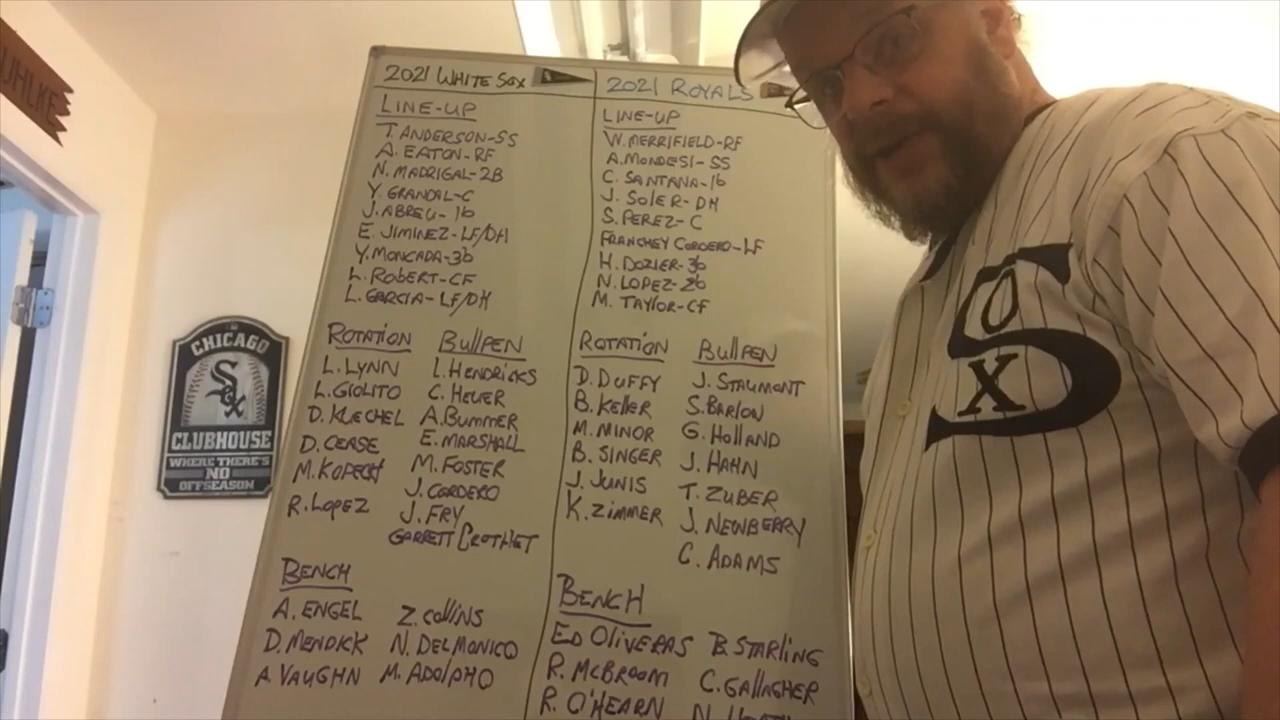 UHLKE
2021 WHITE SOX
LINE-UP
T. ANDERSON-SS
A. EATON-RF
N. MADRIGAL-2B
Y. GRANDAL-C
J. ABREU-1b
E. JIMINEZ-LF/DH
Y. MONCADA-3b
L. ROBERT-CF
L. GARCIA-LF/DH
ROTATION
L. LYNN
L. GIOLITO
D. KUECHEL
D. CEASE
M. KOPECH
R. LOPEZ
BullPEN
L. HENDRICKS
C. HEUER
A. BUMMER
E. MARSHALL
M. FOSTER
J. CORDERO
J. FRY
GARRETT CROTHET
BENCH
A. ENGEL
D. MENDICK
A. VAUGHN
Z. collINS
N. DELMONICO
M. ADOlPHO
2021 ROYALS
LINE-UP
W. MERRIFIELD-RF
A. MONDESI-SS
C. SANTANA-1b
J. SOLER-DH
S. PEREZ-C
FRANCHEY CORDERO-LF
H. DOZIER-3b
N. LOPEZ-2b
M. TAYlOR-CF
ROTATION
D. DUFFY
B. KEllER
M. MINOR
B. SINGER
J. JUNIS
K. ZIMMER
BullPEN
J. STAUMONT
S. BARlOW
G. HOLLAND
J. HAHN
T. ZUBER
J. NEWBERRY
C. ADAMS
BENCH
ED OLIVERAS
R. McBROOM
R. O'HEARN
B. STARlING
C. GAllAGHER
N.
CHICAGO
Sox
CLUBHOUSE
WHERE THERE'S
NO
OFFSEASON
SOX